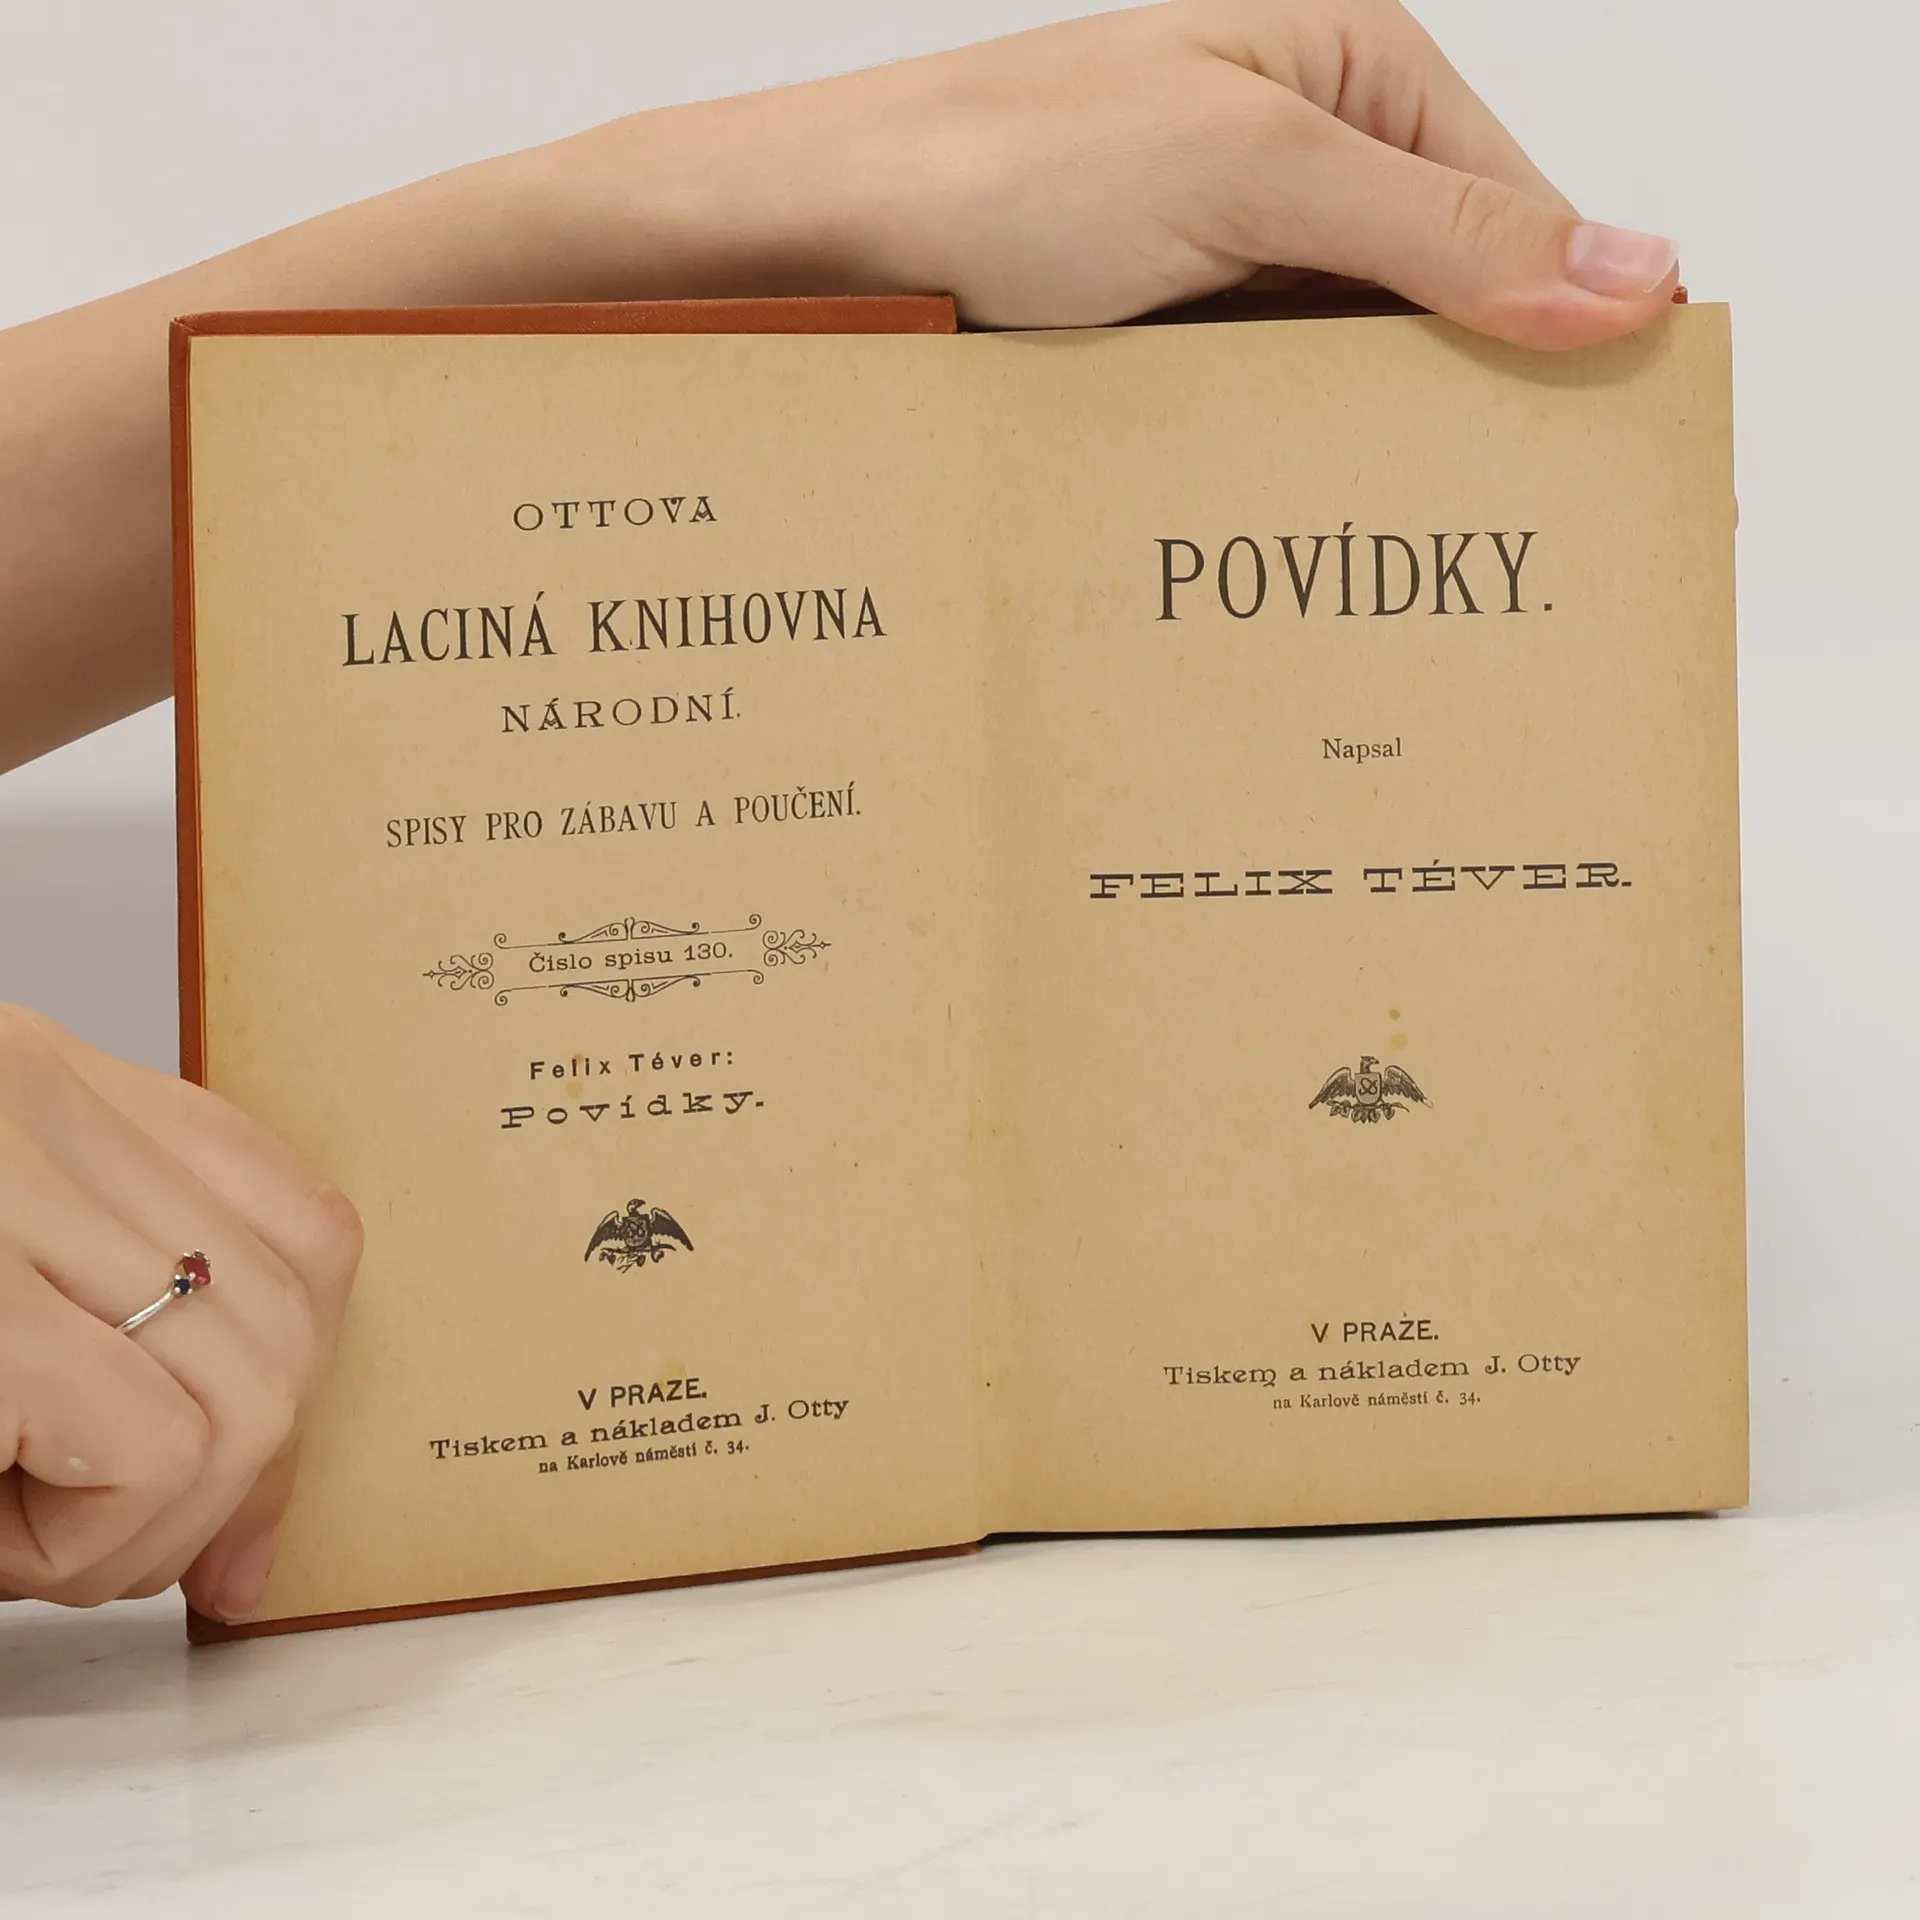 OTTOVA
LACINÁ KNIHOVNA
NÁRODNÍ.
SPISY PRO ZÁBAVU A POUČENÍ.
Číslo spisu 130.
Felix Téver:
Povídky.
V PRAZE.
Tiskem a nákladem J. Otty
na Karlově náměstí č. 34.
POVÍDKY.
Napsal
FELIX TÉVER.
V PRAZE.
Tiskem a nákladem J. Otty
na Karlově náměstí č. 34.